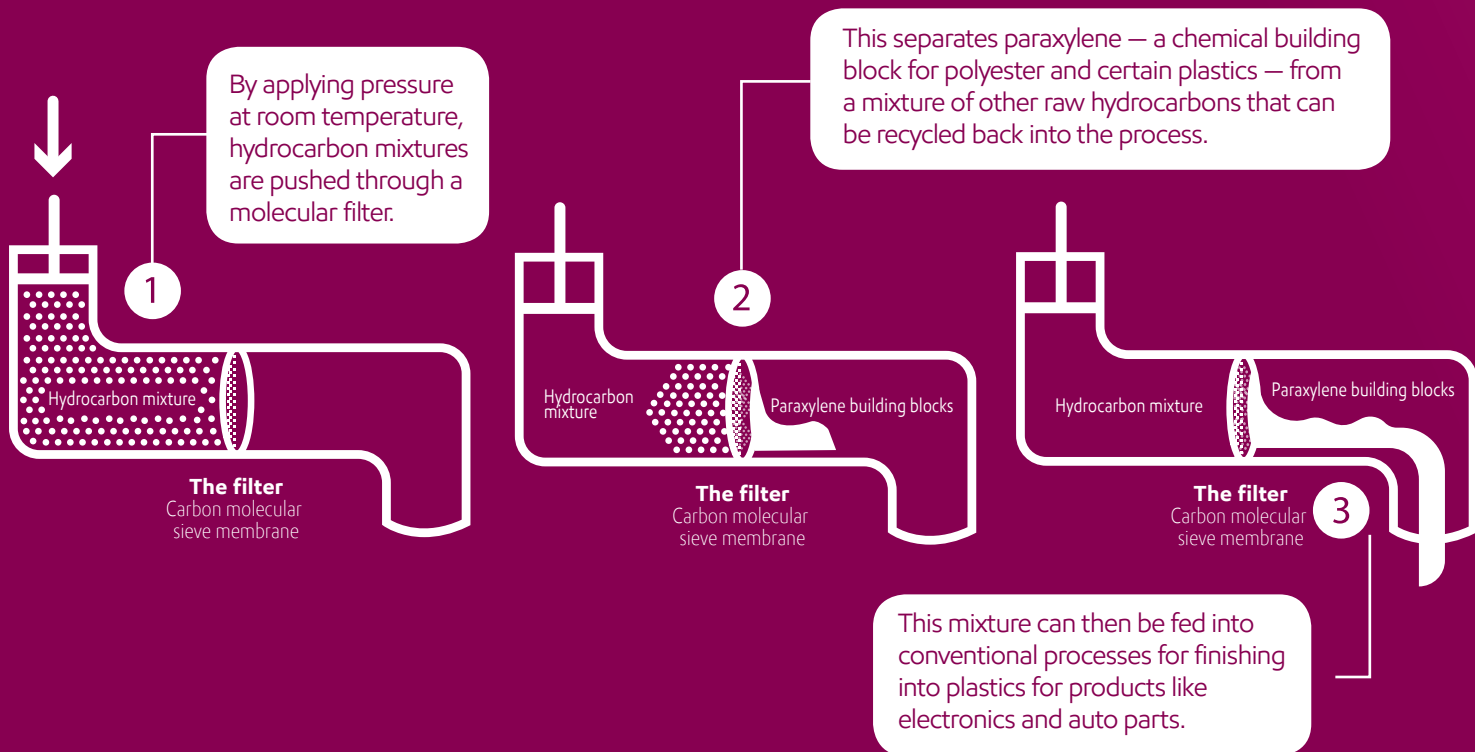 By applying pressure
at room temperature,
hydrocarbon mixtures
are pushed through a
molecular filter.
1
Hydrocarbon mixture
The filter
Carbon molecular
sieve membrane
This separates paraxylene — a chemical building
block for polyester and certain plastics — from
a mixture of other raw hydrocarbons that can
be recycled back into the process.
2
Hydrocarbon
mixture
Paraxylene building blocks
The filter
Carbon molecular
sieve membrane
Hydrocarbon mixture
Paraxylene building blocks
The filter
Carbon molecular
sieve membrane
3
This mixture can then be fed into
conventional processes for finishing
into plastics for products like
electronics and auto parts.